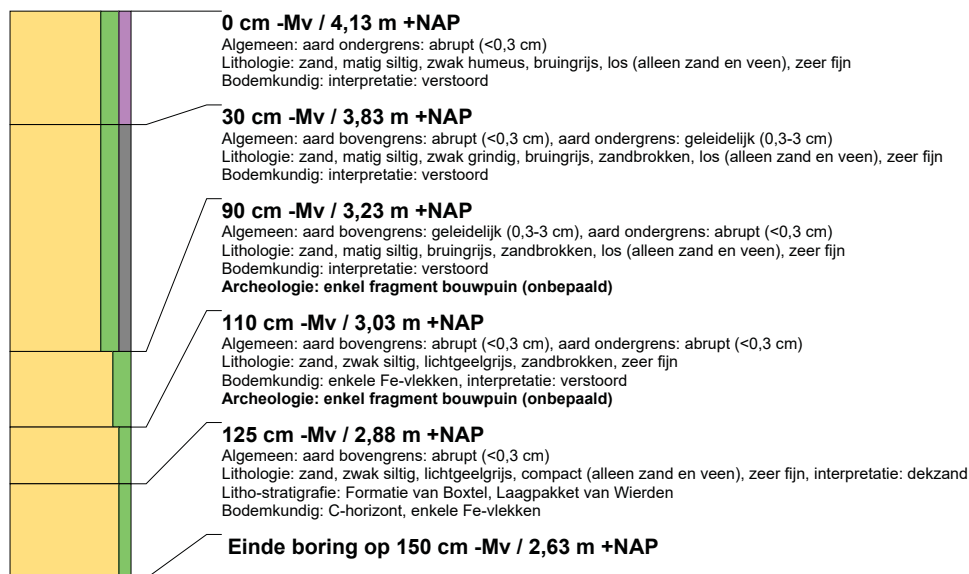 0 cm -Mv / 4,13 m +NAP
Algemeen: aard ondergrens: abrupt (<0,3 cm)
Lithologie: zand, matig siltig, zwak humeus, bruingrijs, los (alleen zand en veen), zeer fijn
Bodemkundig: interpretatie: verstoord
30 cm -Mv / 3,83 m +NAP
Algemeen: aard bovengrens: abrupt (<0,3 cm), aard ondergrens: geleidelijk (0,3-3 cm)
Lithologie: zand, matig siltig, zwak grindig, bruingrijs, zandbrokken, los (alleen zand en veen), zeer fijn
Bodemkundig: interpretatie: verstoord
90 cm -Mv / 3,23 m +NAP
Algemeen: aard bovengrens: geleidelijk (0,3-3 cm), aard ondergrens: abrupt (<0,3 cm)
Lithologie: zand, matig siltig, bruingrijs, zandbrokken, los (alleen zand en veen), zeer fijn
Bodemkundig: interpretatie: verstoord
Archeologie: enkel fragment bouwpuin (onbepaald)
110 cm -Mv / 3,03 m +NAP
Algemeen: aard bovengrens: abrupt (<0,3 cm), aard ondergrens: abrupt (<0,3 cm)
Lithologie: zand, zwak siltig, lichtgeelgrijs, zandbrokken, zeer fijn
Bodemkundig: enkele Fe-vlekken, interpretatie: verstoord
Archeologie: enkel fragment bouwpuin (onbepaald)
125 cm -Mv / 2,88 m +NAP
Algemeen: aard bovengrens: abrupt (<0,3 cm)
Lithologie: zand, zwak siltig, lichtgeelgrijs, compact (alleen zand en veen), zeer fijn, interpretatie: dekzand
Litho-stratigrafie: Formatie van Boxtel, Laagpakket van Wierden
Bodemkundig: C-horizont, enkele Fe-vlekken
Einde boring op 150 cm -Mv / 2,63 m +NAP